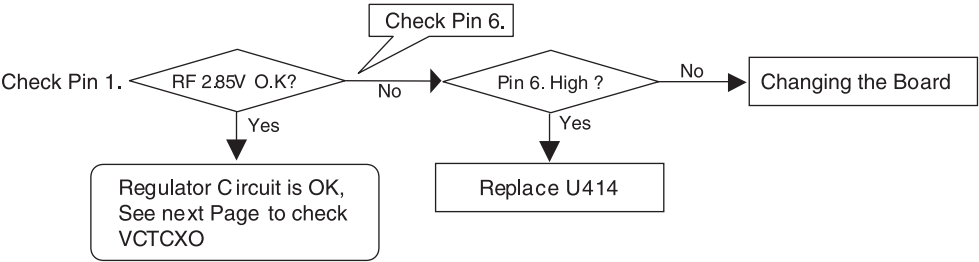 Check Pin 6.
Check Pin 1.
RF 2.85V O.K?
No
Pin 6. High ?
No
Changing the Board
Yes
Yes
Regulator Circuit is OK,
See next Page to check
VCTCXO
Replace U414